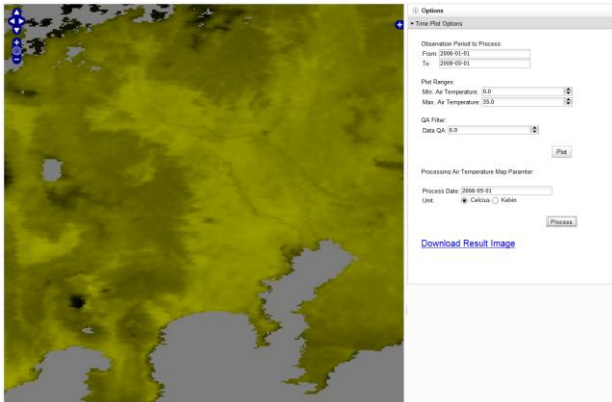 Options
Time Plot Options
Observation Period to Process:
From: 2006-01-01
To: 2008-05-01
Plot Ranges:
Min. Air Temperature: 0.0
Max. Air Temperature: 35.0
QA Filter:
Data QA: 0.0
Plot
Processing Air Temperature Map Paramter:
Process Date: 2006-05-01
Unit: Celcius Kelvin
Process
Download Result Image